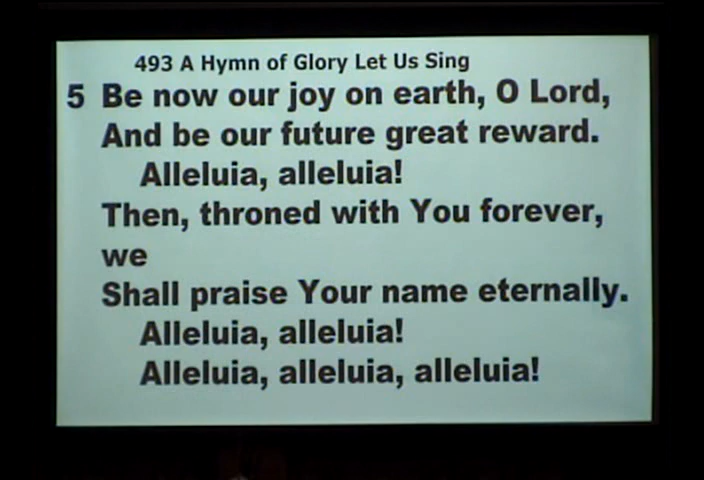 493 A Hymn of Glory Let Us Sing
5 Be now our joy on earth, O Lord,
And be our future great reward.
Alleluia, alleluia!
Then, throned with You forever,
we
Shall praise Your name eternally.
Alleluia, alleluia!
Alleluia, alleluia, alleluia!